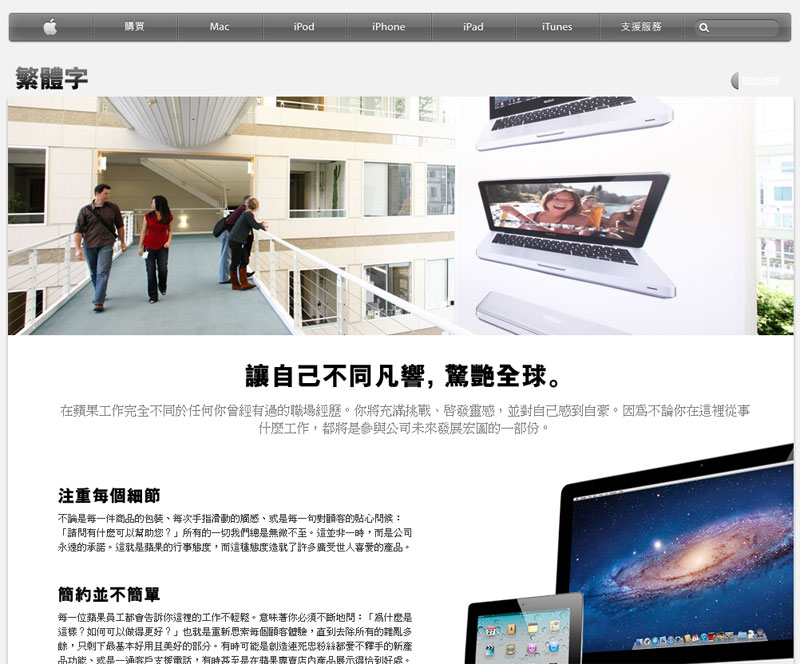 購買 Mac iPod iPhone iPad iTunes 支援服務
繁體字
讓自己不同凡響, 驚艷全球。
在蘋果工作完全不同於任何你曾經有過的職場經歷。你將充滿挑戰、啓發靈感，並對自己感到自豪。因爲不論你在這裡從事
什麼工作，都將是參與公司未來發展宏圖的一部份。
注重每個細節
不論是每一件商品的包裝、每次手指滑動的觸感、或是每一句對顧客的貼心問候：
「請問有什麼可以幫助您？」所有的一切我們總是無微不至。這並非一時，而是公司
永遠的承諾。這就是蘋果的行事態度，而這種態度造就了許多廣受世人喜愛的產品。
簡約並不簡單
每一位蘋果員工都會告訴你這裡的工作不輕鬆。意味著你必須不斷地問：「爲什麼是
這樣？如何可以做得更好？」也就是重新思索每個顧客體驗，直到去除所有的雜亂多
餘，只剩下最基本好用且美好的部分。有時可能是創造連死忠粉絲都愛不釋手的新產
品功能、或是一通客戶支援電話，有時甚至是在蘋果專賣店內產品展示得恰到好處。